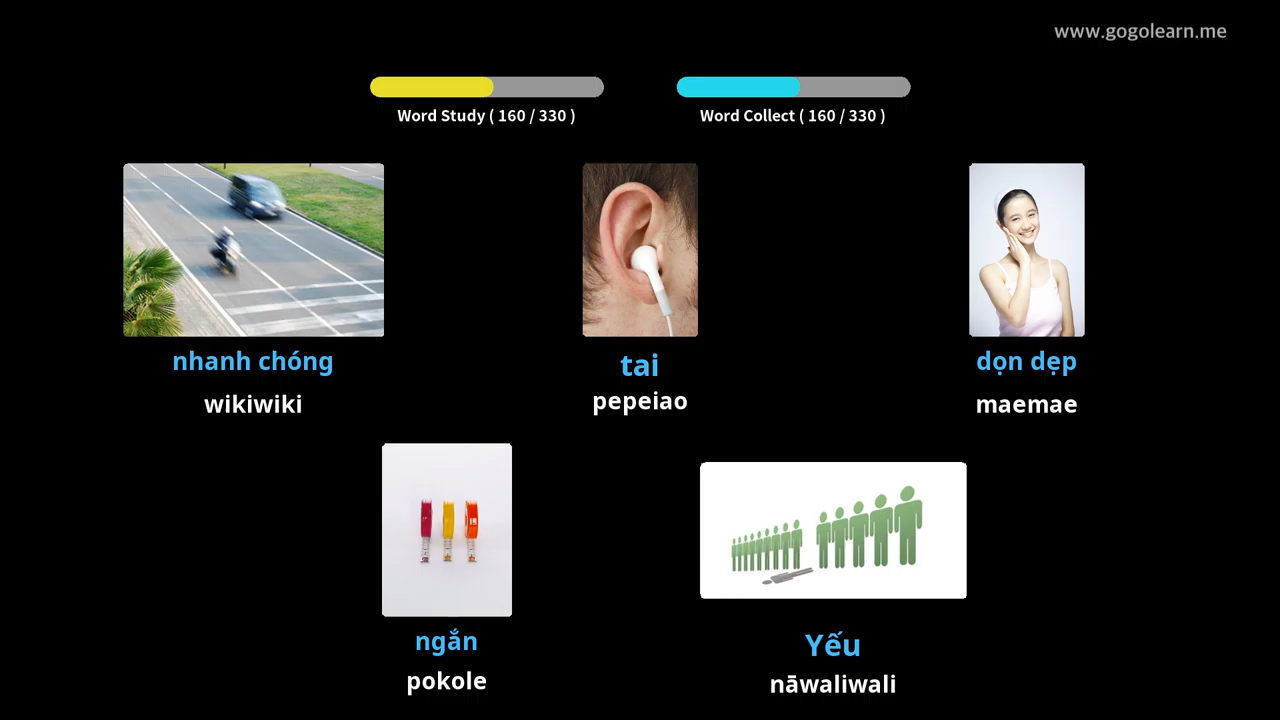 www.gogolearn.me
Word Study ( 160 / 330 )
Word Collect ( 160 / 330 )
nhanh chóng
wikiwiki
tai
pepeiao
dọn dẹp
maemae
ngắn
pokole
Yếu
nāwaliwali